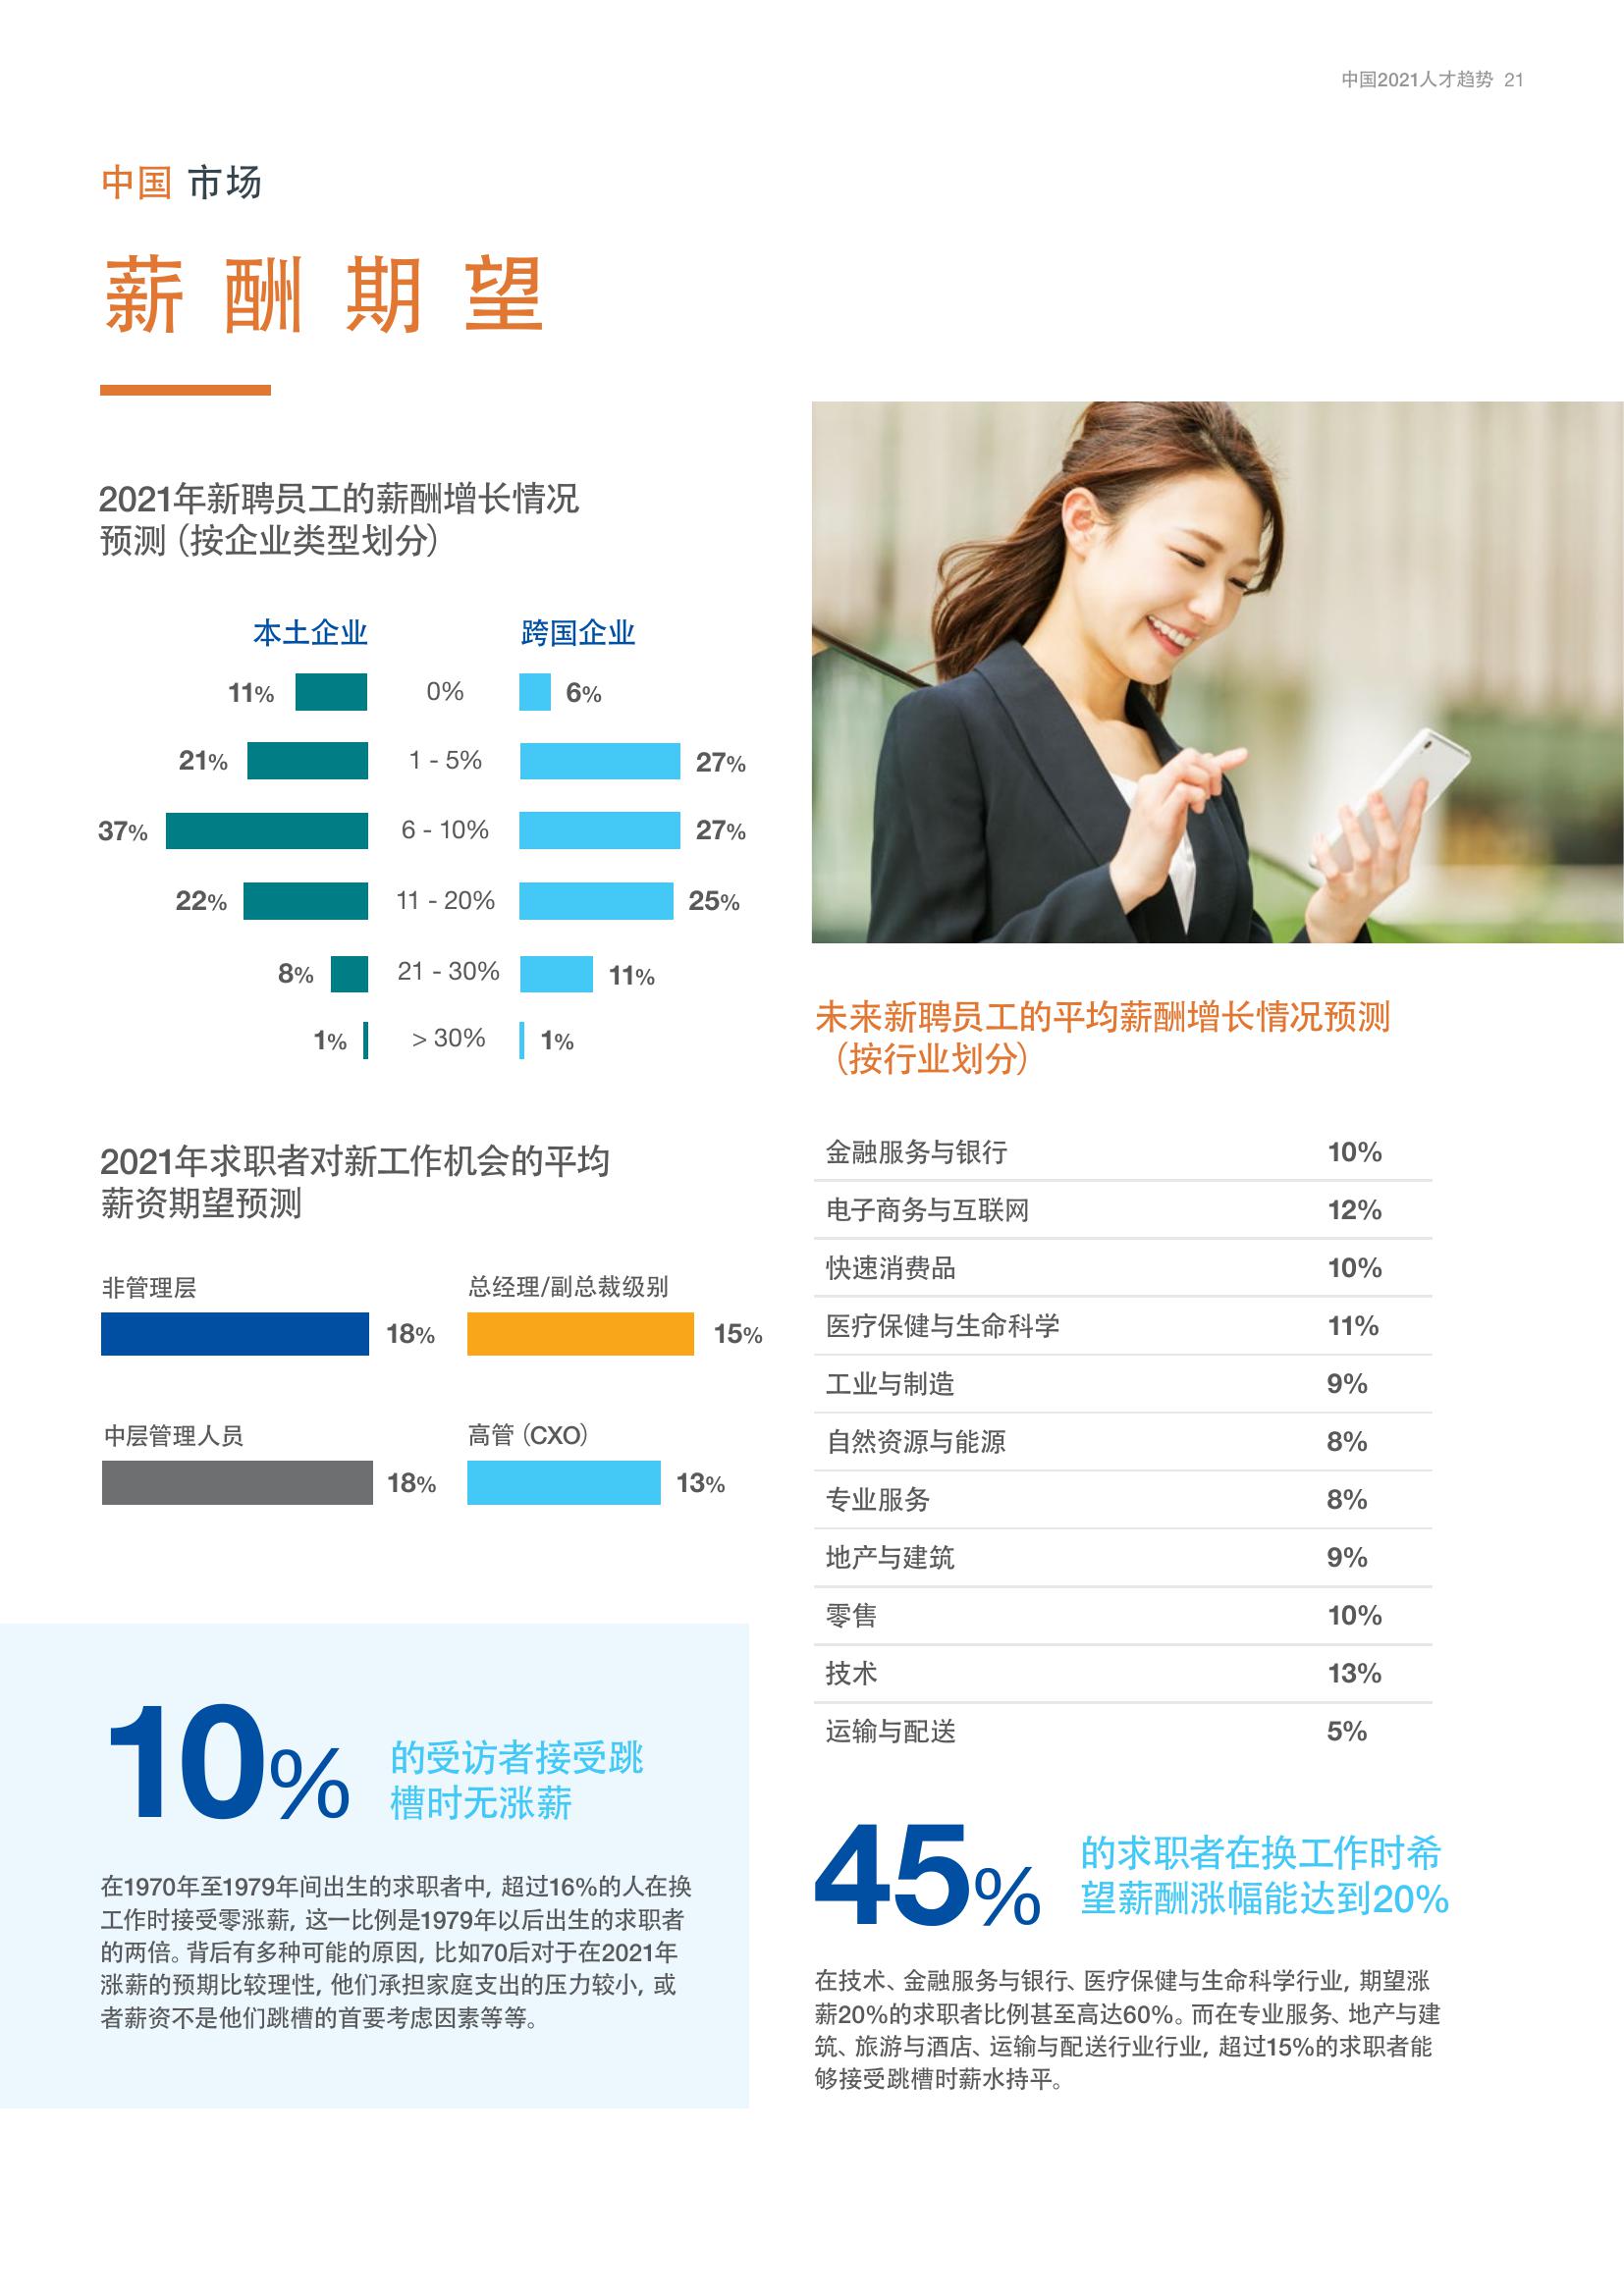 中国2021人才趋势 21
中国 市场
薪酬期望
2021年新聘员工的薪酬增长情况
预测（按企业类型划分）
本土企业 跨国企业
11% 0% 6%
21% 1 - 5% 27%
37% 6 - 10% 27%
22% 11 - 20% 25%
8% 21 - 30% 11%
1% > 30% 1%
2021年求职者对新工作机会的平均
薪资期望预测
非管理层 总经理/副总裁级别
18% 15%
中层管理人员 高管（CXO）
18% 13%
10% 的受访者接受跳
槽时无涨薪
在1970年至1979年间出生的求职者中, 超过16%的人在换
工作时接受零涨薪, 这一比例是1979年以后出生的求职者
的两倍。背后有多种可能的原因, 比如70后对于在2021年
涨薪的预期比较理性, 他们承担家庭支出的压力较小, 或
者薪资不是他们跳槽的首要考虑因素等等。
未来新聘员工的平均薪酬增长情况预测
（按行业划分）
金融服务与银行 10%
电子商务与互联网 12%
快速消费品 10%
医疗保健与生命科学 11%
工业与制造 9%
自然资源与能源 8%
专业服务 8%
地产与建筑 9%
零售 10%
技术 13%
运输与配送 5%
45% 的求职者在换工作时希
望薪酬涨幅能达到20%
在技术、金融服务与银行、医疗保健与生命科学行业, 期望涨
薪20%的求职者比例甚至高达60%。而在专业服务、地产与建
筑、旅游与酒店、运输与配送行业行业, 超过15%的求职者能
够接受跳槽时薪水持平。